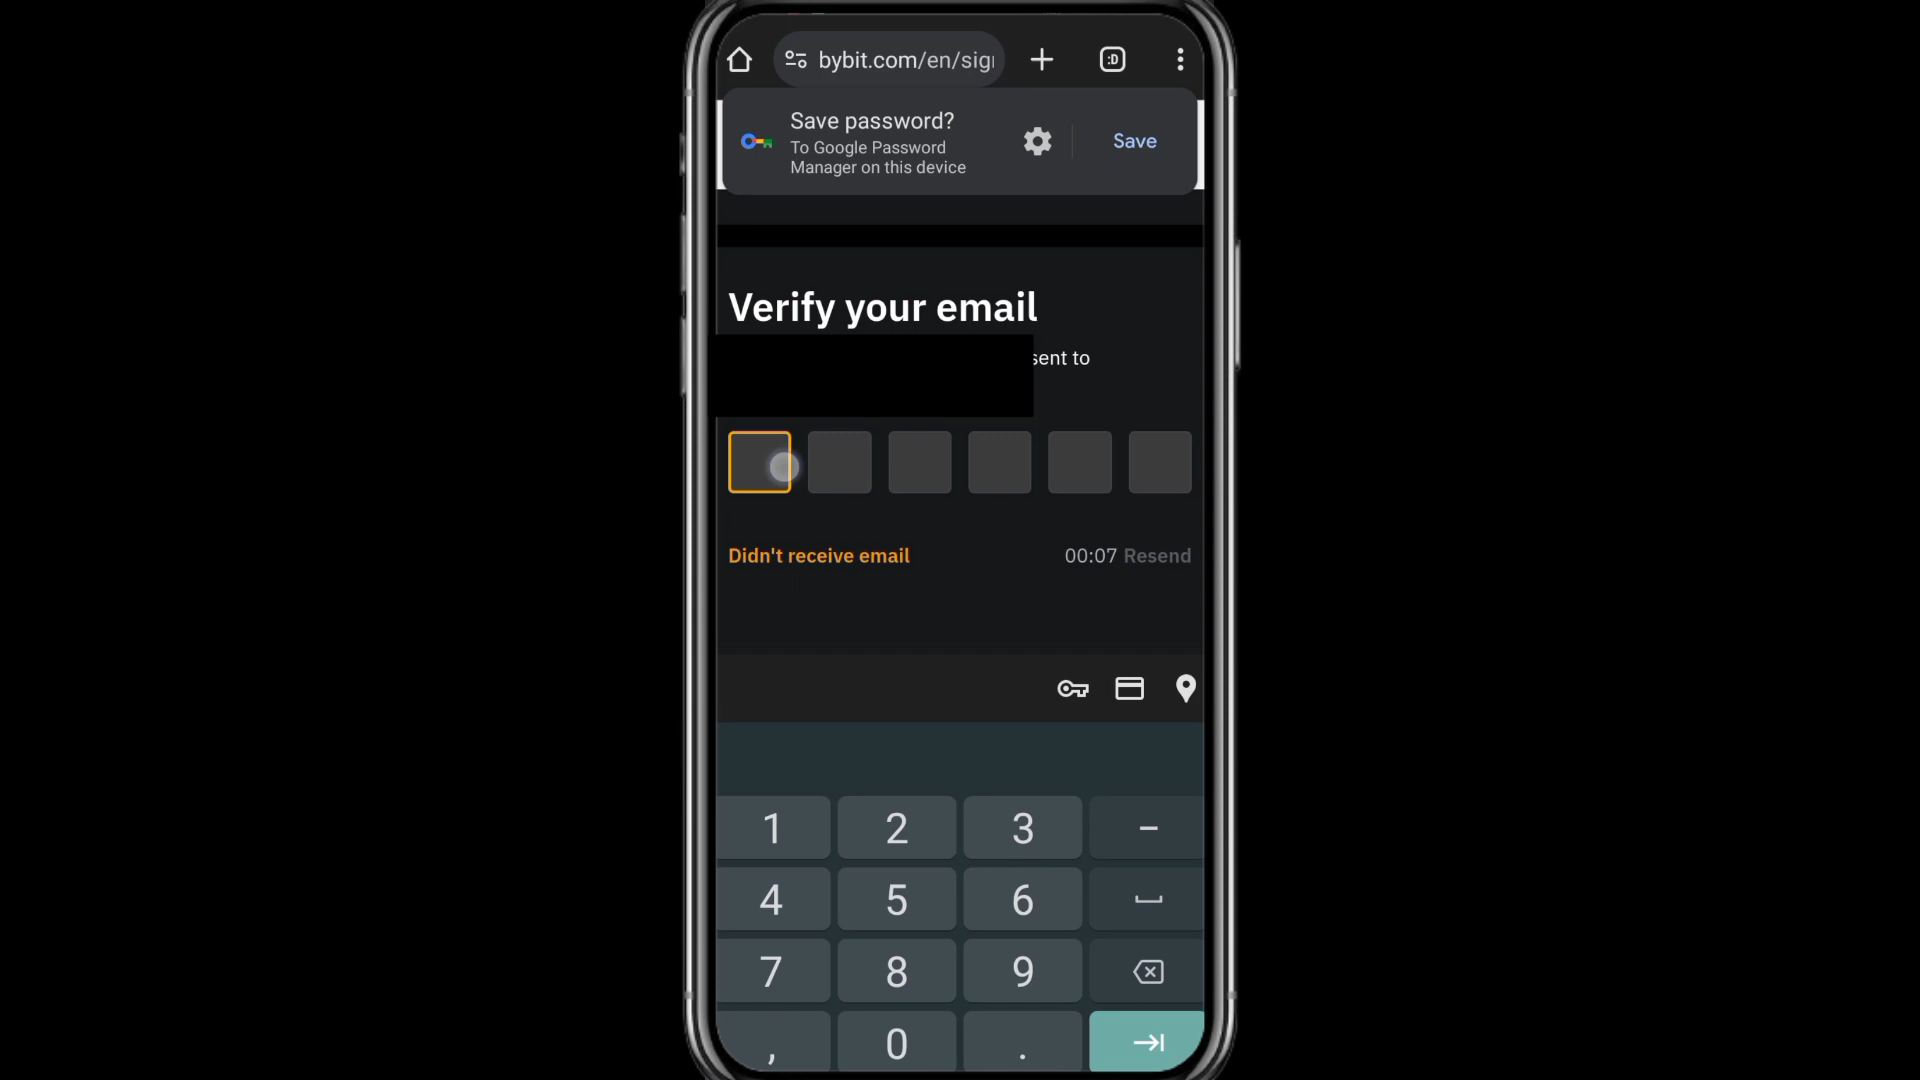 bybit.com/en/sig
:D
Save password?
To Google Password
Manager on this device
Save
Verify your email
sent to
Didn't receive email
00:07 Resend
1 2 3 –
4 5 6
7 8 9
, 0 .